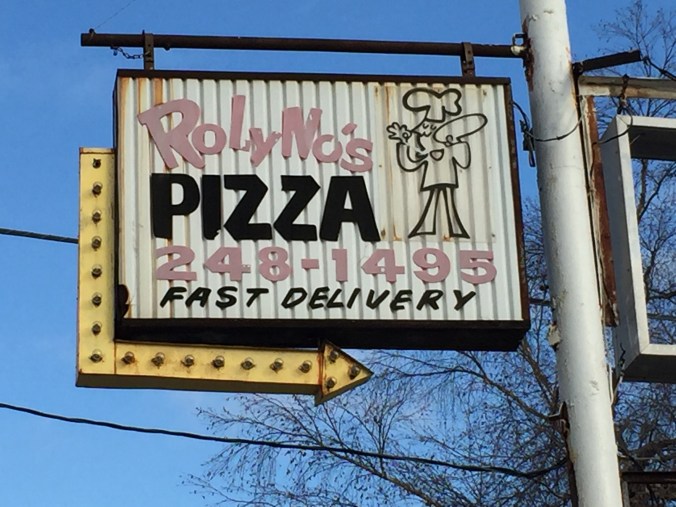 RolyNo's
PIZZA
248-1495
FAST DELIVERY